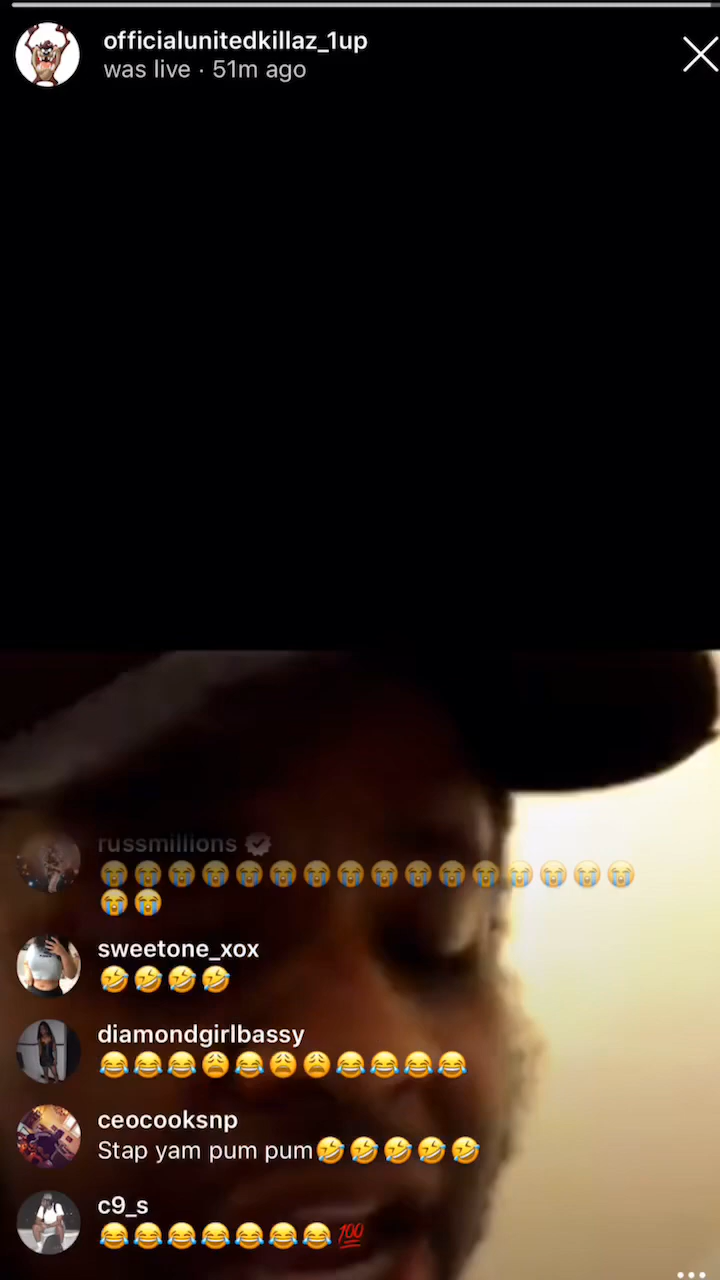 officialunitedkillaz_1up
was live · 51m ago
russmillions
😭😭😭😭😭😭😭😭😭😭😭😭😭😭😭😭
😭😭
sweetone_xox
🤣🤣🤣🤣
diamondgirlbassy
😂😂😂😩😂😩😩😂😂😂😂
ceocooksnp
Stap yam pum pum🤣🤣🤣🤣🤣
c9_s
😂😂😂😂😂😂😂💯